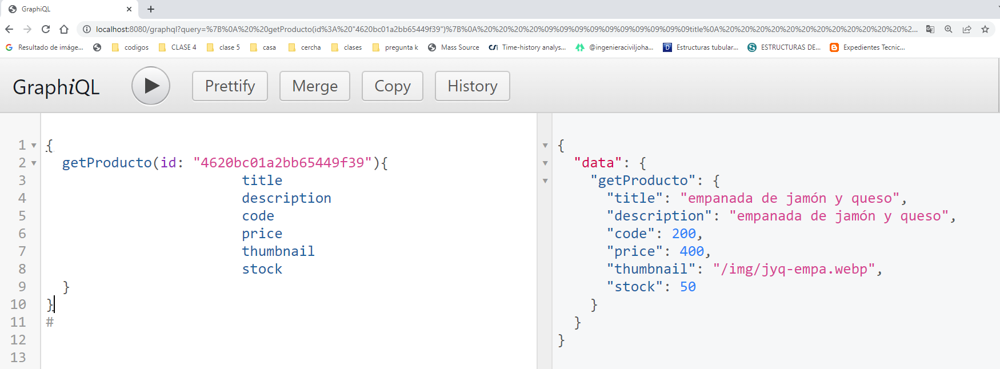 GraphiQL
localhost:8080/graphql?query=%7B%0A%20%20getProducto(id%3A%20"4620bc01a2bb65449f39")%7B%0A%20%20%20%20%09%09%09%09%09%09%09%09%09%09title%0A%20%20%20%20%20%20%20%20%20%20%20%20%2...
Resultado de imáge... codigos CLASE 4 clase 5 casa cercha clases pregunta k Mass Source CSi Time-history analys... @ingenieraciviljoha... D Estructuras tubular... ESTRUCTURAS DE... Expedientes Tecnic...
GraphiQL Prettify Merge Copy History
1 {
2 getProducto(id: "4620bc01a2bb65449f39"){
3 title
4 description
5 code
6 price
7 thumbnail
8 stock
9 }
10 }
11 #
12
13
{
"data": {
"getProducto": {
"title": "empanada de jamón y queso",
"description": "empanada de jamón y queso",
"code": 200,
"price": 400,
"thumbnail": "/img/jyq-empa.webp",
"stock": 50
}
}
}